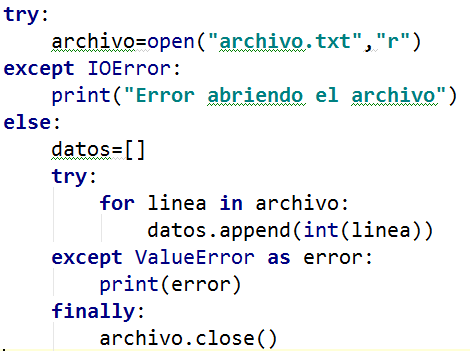 try:
    archivo=open("archivo.txt","r")
except IOError:
    print("Error abriendo el archivo")
else:
    datos=[]
    try:
        for linea in archivo:
            datos.append(int(linea))
    except ValueError as error:
        print(error)
    finally:
        archivo.close()